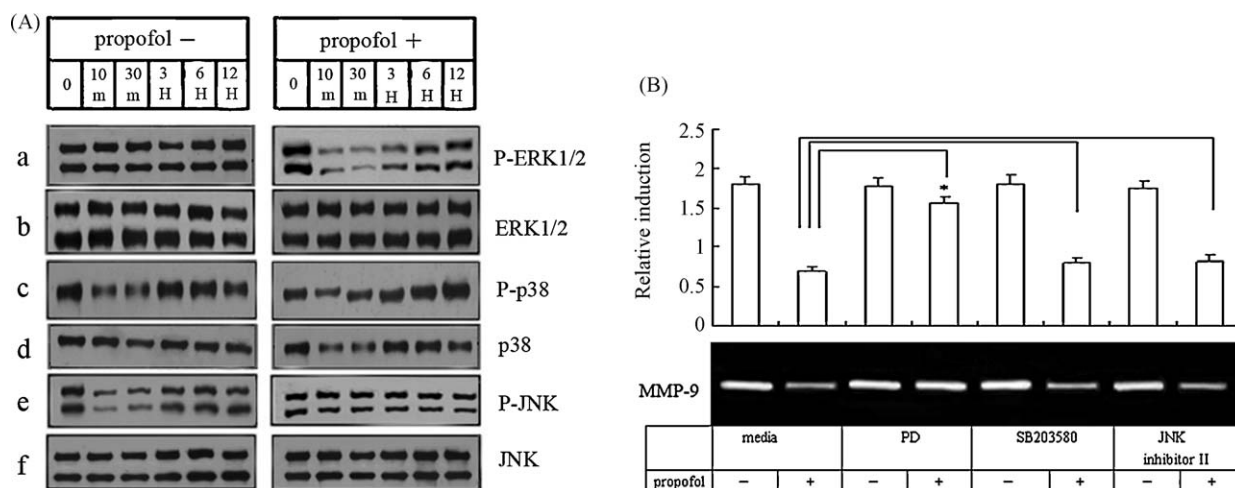 (A)
propofol − propofol +
0 10 m 30 m 3 H 6 H 12 H 0 10 m 30 m 3 H 6 H 12 H
a P-ERK1/2
b ERK1/2
c P-p38
d p38
e P-JNK
f JNK
(B)
Relative induction
2.5
2
1.5
1
0.5
0
*
MMP-9
media PD SB203580 JNK inhibitor II
propofol − + − + − + − +